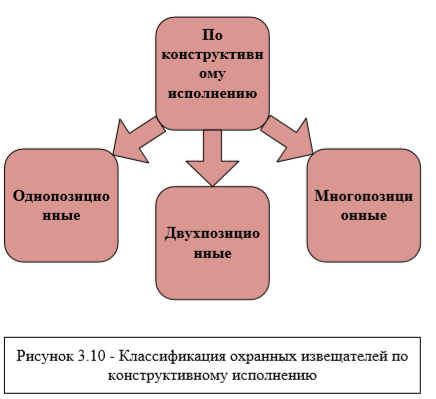 По
конструктивн
ому
исполнению
Однопозицио
нные
Двухпозицио
нные
Многопозици
онные
Рисунок 3.10 - Классификация охранных извещателей по
конструктивному исполнению